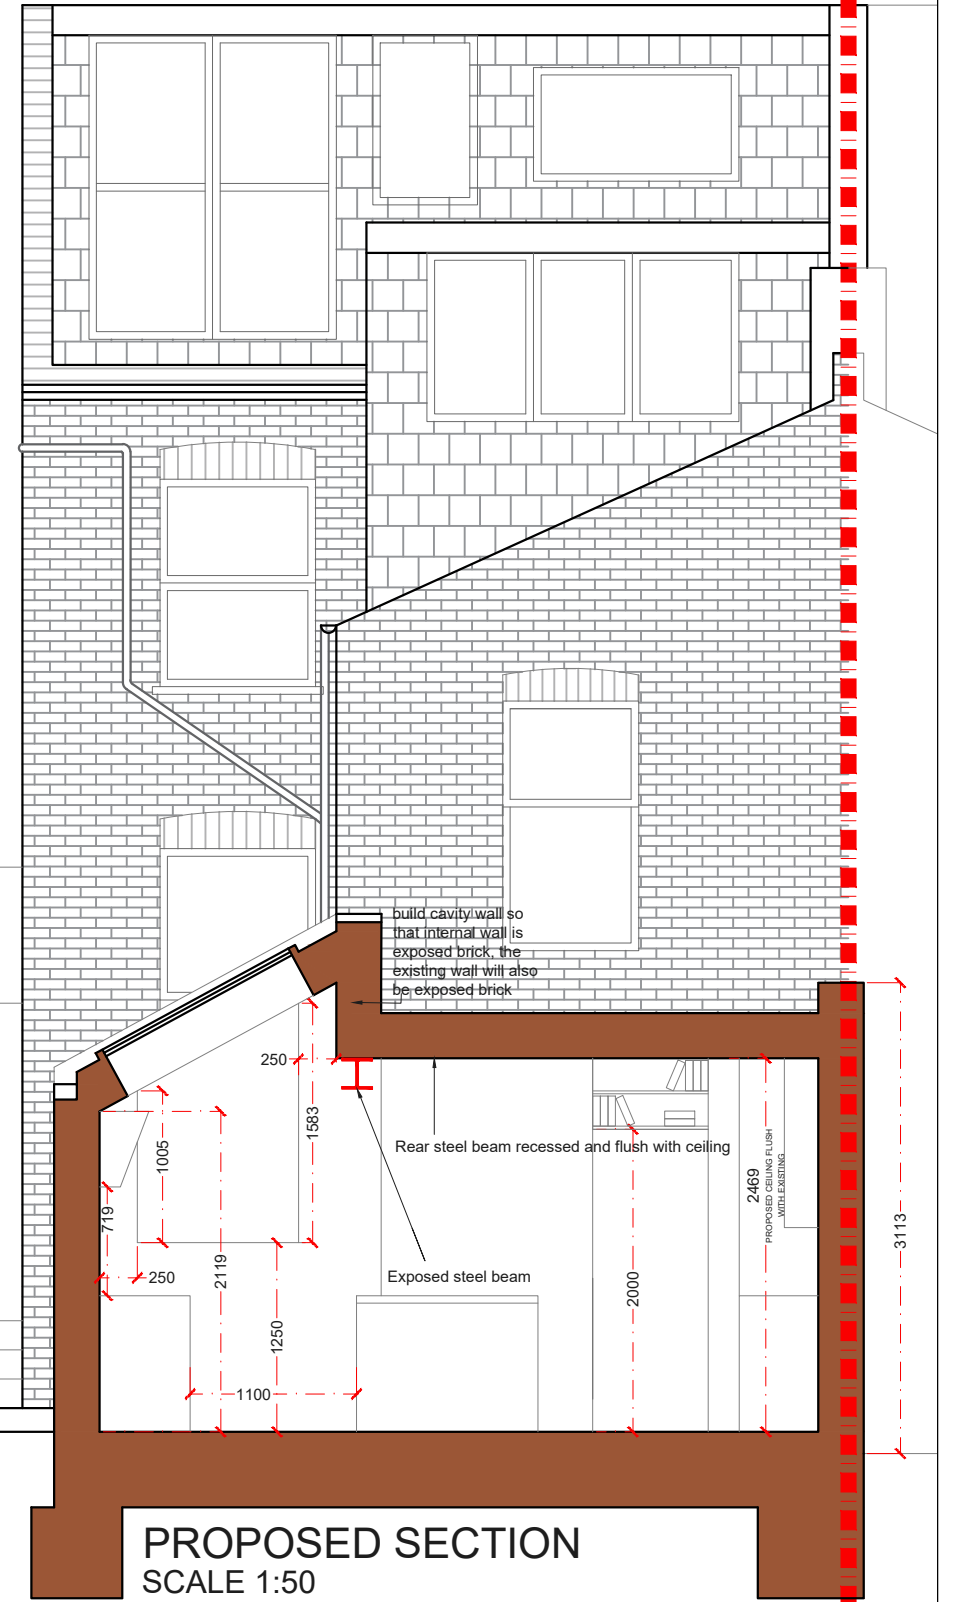 build cavity wall so
that internal wall is
exposed brick, the
existing wall will also
be exposed brick
250
1583
Rear steel beam recessed and flush with ceiling
1005
719
250
2119
1250
1100
Exposed steel beam
2000
2469
PROPOSED CEILING FLUSH
WITH EXISTING
3113
PROPOSED SECTION
SCALE 1:50